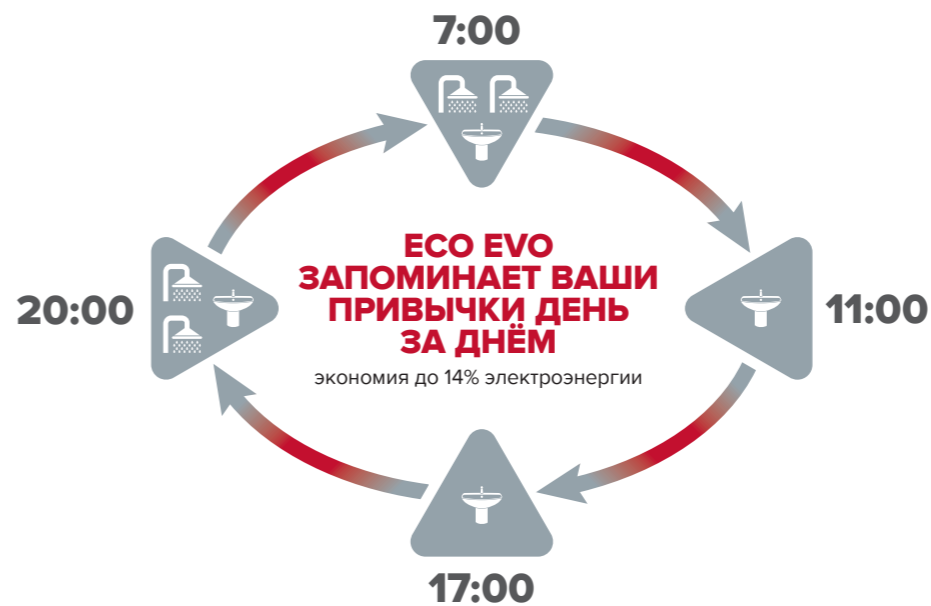 7:00
ECO EVO
ЗАПОМИНАЕТ ВАШИ
ПРИВЫЧКИ ДЕНЬ
ЗА ДНЁМ
экономия до 14% электроэнергии
20:00
11:00
17:00